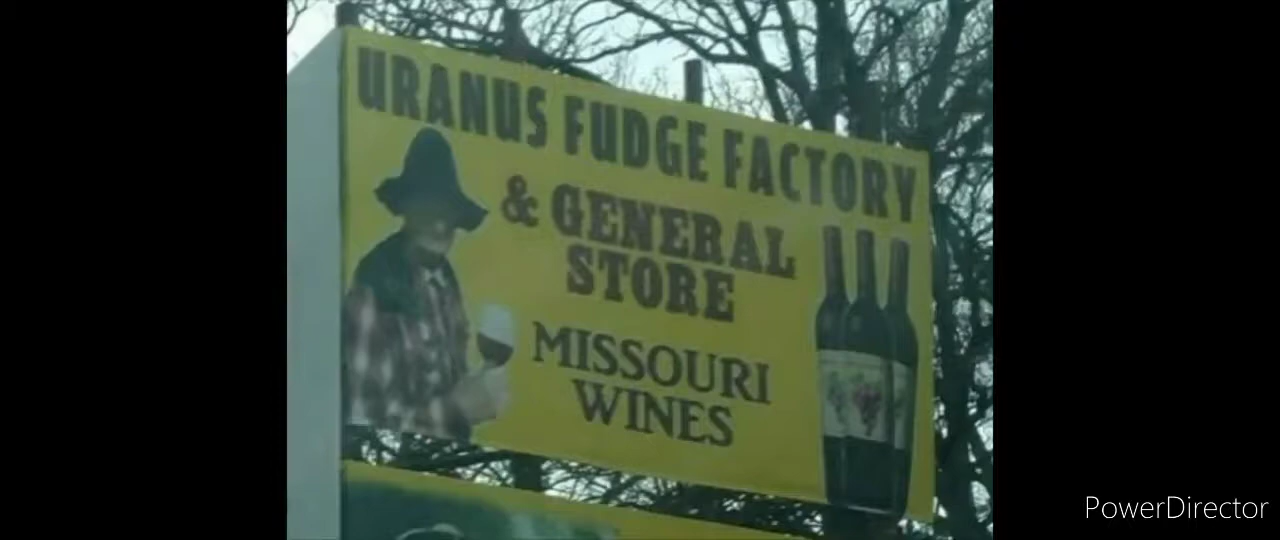 URANUS FUDGE FACTORY
& GENERAL
STORE
MISSOURI
WINES
PowerDirector